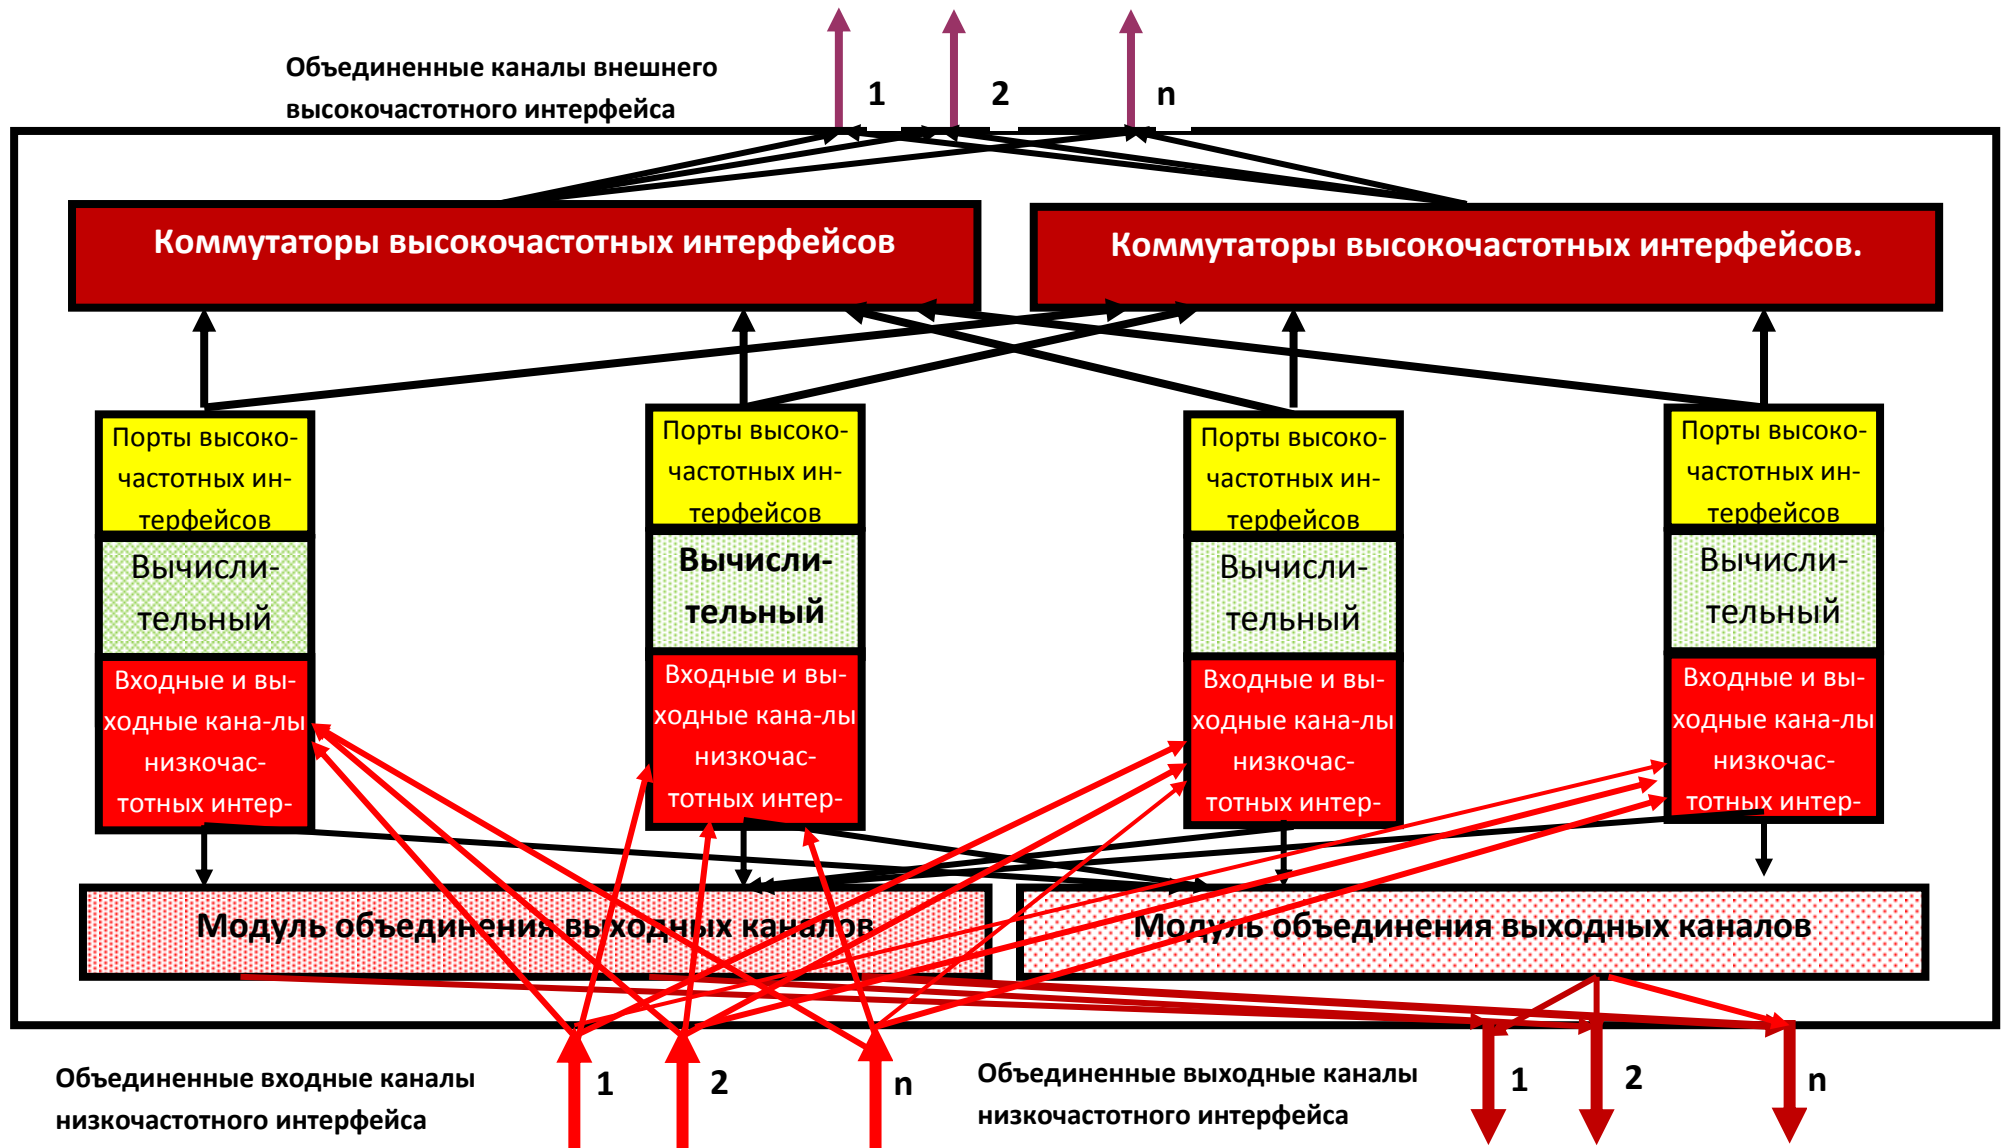 Объединенные каналы внешнего
высокочастотного интерфейса
1
2
n
Коммутаторы высокочастотных интерфейсов
Коммутаторы высокочастотных интерфейсов.
Порты высоко-
частотных ин-
терфейсов
Вычисли-
тельный
Входные и вы-
ходные кана-лы
низкочас-
тотных интер-
Порты высоко-
частотных ин-
терфейсов
Вычисли-
тельный
Входные и вы-
ходные кана-лы
низкочас-
тотных интер-
Порты высоко-
частотных ин-
терфейсов
Вычисли-
тельный
Входные и вы-
ходные кана-лы
низкочас-
тотных интер-
Порты высоко-
частотных ин-
терфейсов
Вычисли-
тельный
Входные и вы-
ходные кана-лы
низкочас-
тотных интер-
Модуль объединения выходных каналов
Модуль объединения выходных каналов
Объединенные входные каналы
низкочастотного интерфейса
1
2
n
Объединенные выходные каналы
низкочастотного интерфейса
1
2
n